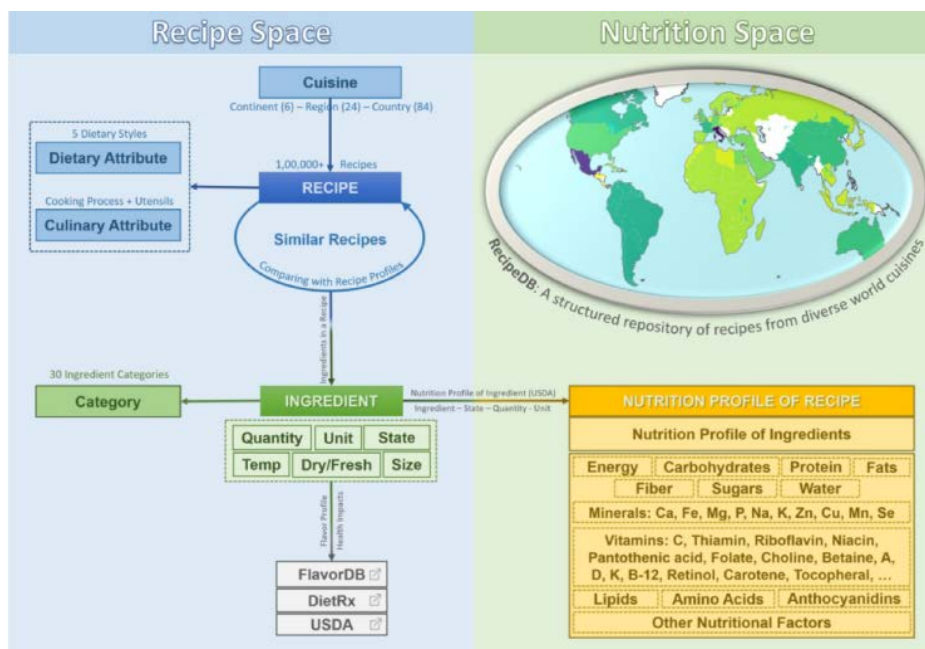 Recipe Space
Nutrition Space
Cuisine
Continent (6) – Region (24) – Country (84)
5 Dietary Styles
Dietary Attribute
Cooking Process + Utensils
Culinary Attribute
1,00,000+ Recipes
RECIPE
Similar Recipes
Comparing with Recipe Profiles
RecipeDB: A structured repository of recipes from diverse world cuisines
Ingredients in a Recipe
30 Ingredient Categories
Category
INGREDIENT
Nutrition Profile of Ingredient (USDA)
Ingredient – State – Quantity - Unit
Quantity
Unit
State
Temp
Dry/Fresh
Size
Flavor Profile
Health Impacts
FlavorDB
DietRx
USDA
NUTRITION PROFILE OF RECIPE
Nutrition Profile of Ingredients
Energy
Carbohydrates
Protein
Fats
Fiber
Sugars
Water
Minerals: Ca, Fe, Mg, P, Na, K, Zn, Cu, Mn, Se
Vitamins: C, Thiamin, Riboflavin, Niacin,
Pantothenic acid, Folate, Choline, Betaine, A,
D, K, B-12, Retinol, Carotene, Tocopheral, ...
Lipids
Amino Acids
Anthocyanidins
Other Nutritional Factors